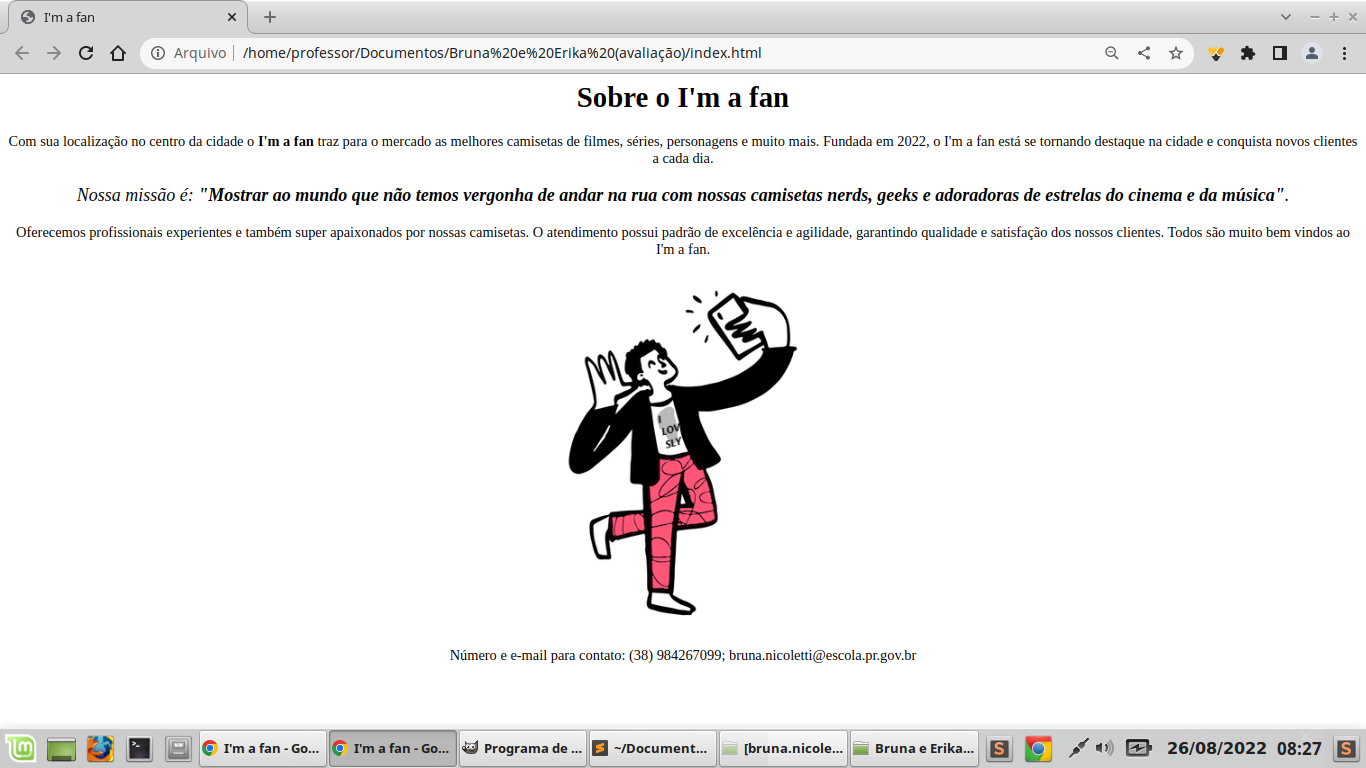 I'm a fan
Arquivo
/home/professor/Documentos/Bruna%20e%20Erika%20(avaliação)/index.html
Sobre o I'm a fan
Com sua localização no centro da cidade o I'm a fan traz para o mercado as melhores camisetas de filmes, séries, personagens e muito mais. Fundada em 2022, o I'm a fan está se tornando destaque na cidade e conquista novos clientes
a cada dia.
Nossa missão é: "Mostrar ao mundo que não temos vergonha de andar na rua com nossas camisetas nerds, geeks e adoradoras de estrelas do cinema e da música".
Oferecemos profissionais experientes e também super apaixonados por nossas camisetas. O atendimento possui padrão de excelência e agilidade, garantindo qualidade e satisfação dos nossos clientes. Todos são muito bem vindos ao
I'm a fan.
I
LOV
SLY
Número e e-mail para contato: (38) 984267099; bruna.nicoletti@escola.pr.gov.br
I'm a fan - Go...
I'm a fan - Go...
Programa de ...
~/Document...
[bruna.nicole...
Bruna e Erika...
26/08/2022 08:27